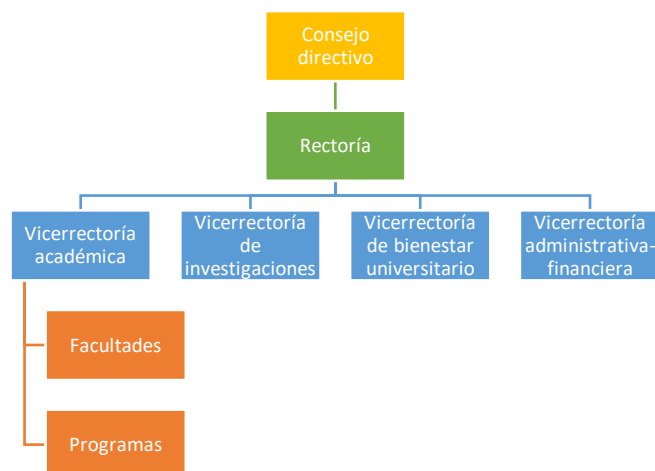 Consejo
directivo
Rectoría
Vicerrectoría
académica
Vicerrectoría
de
investigaciones
Vicerrectoría
de bienestar
universitario
Vicerrectoría
administrativa-
financiera
Facultades
Programas